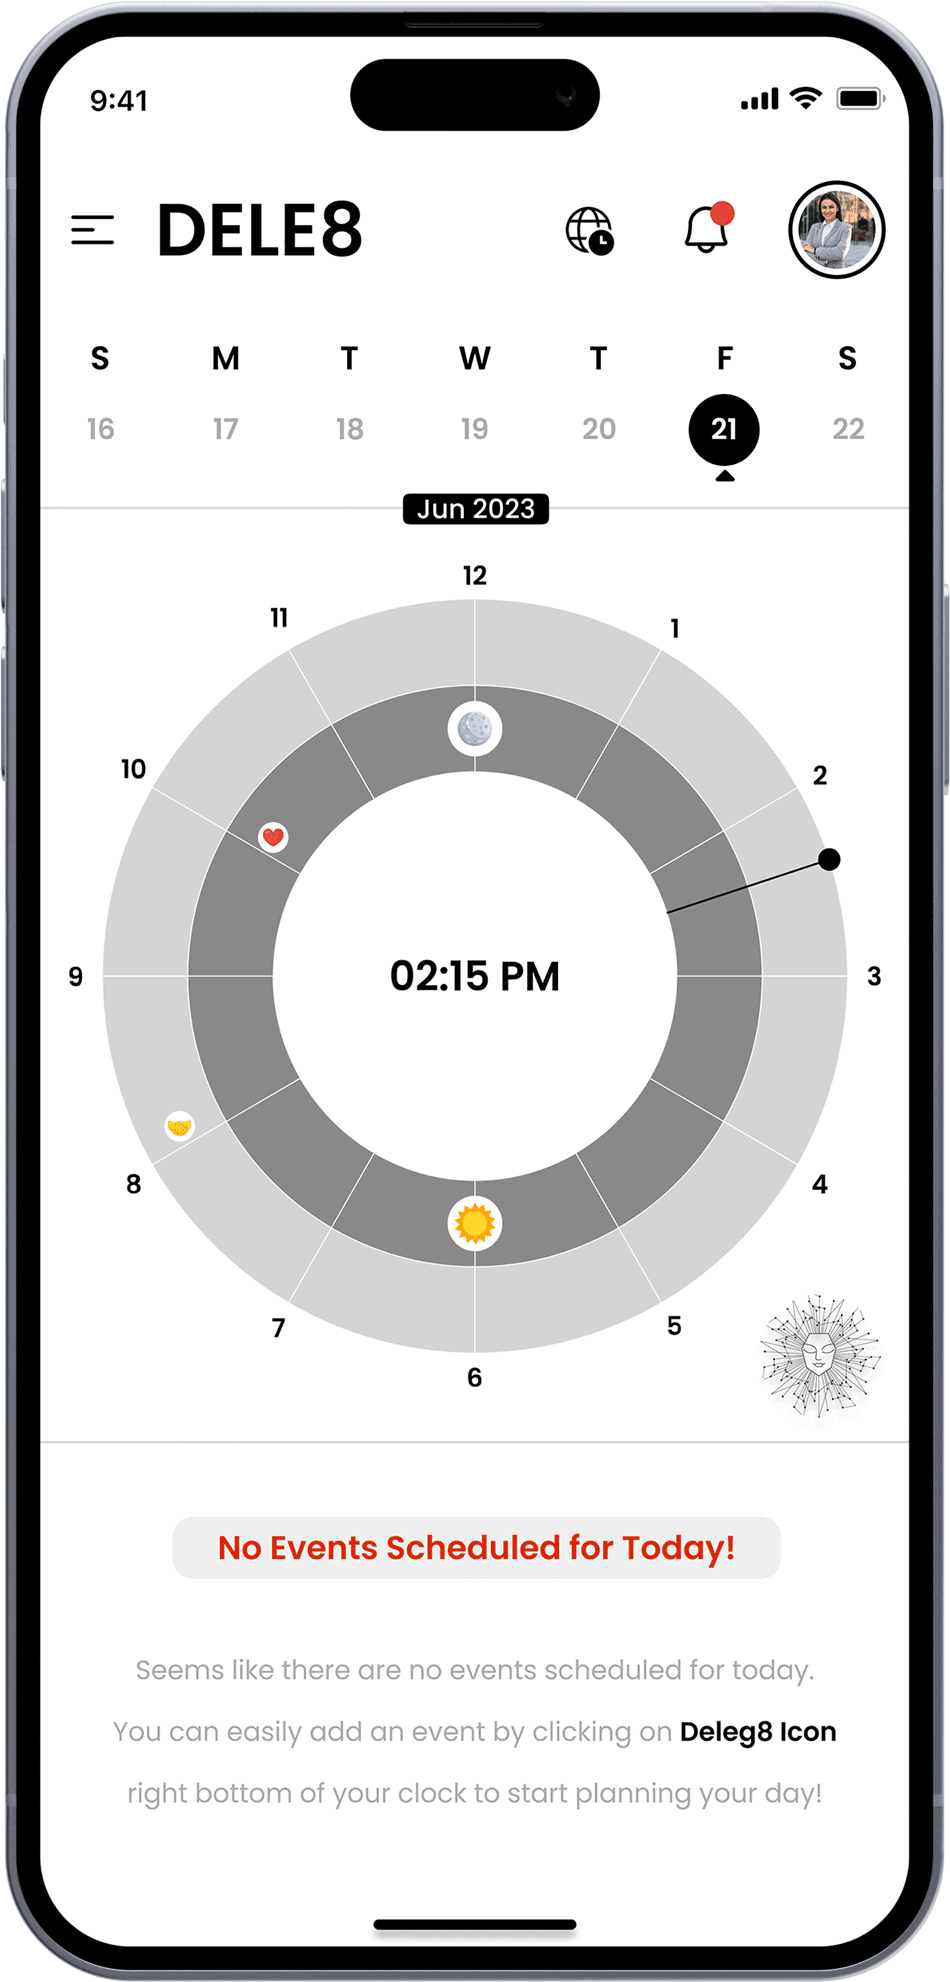 9:41
DELE8
S M T W T F S
16 17 18 19 20 21 22
Jun 2023
12
11
1
10
2
02:15 PM
9
3
8
4
7
5
6
No Events Scheduled for Today!
Seems like there are no events scheduled for today.
You can easily add an event by clicking on Deleg8 Icon
right bottom of your clock to start planning your day!